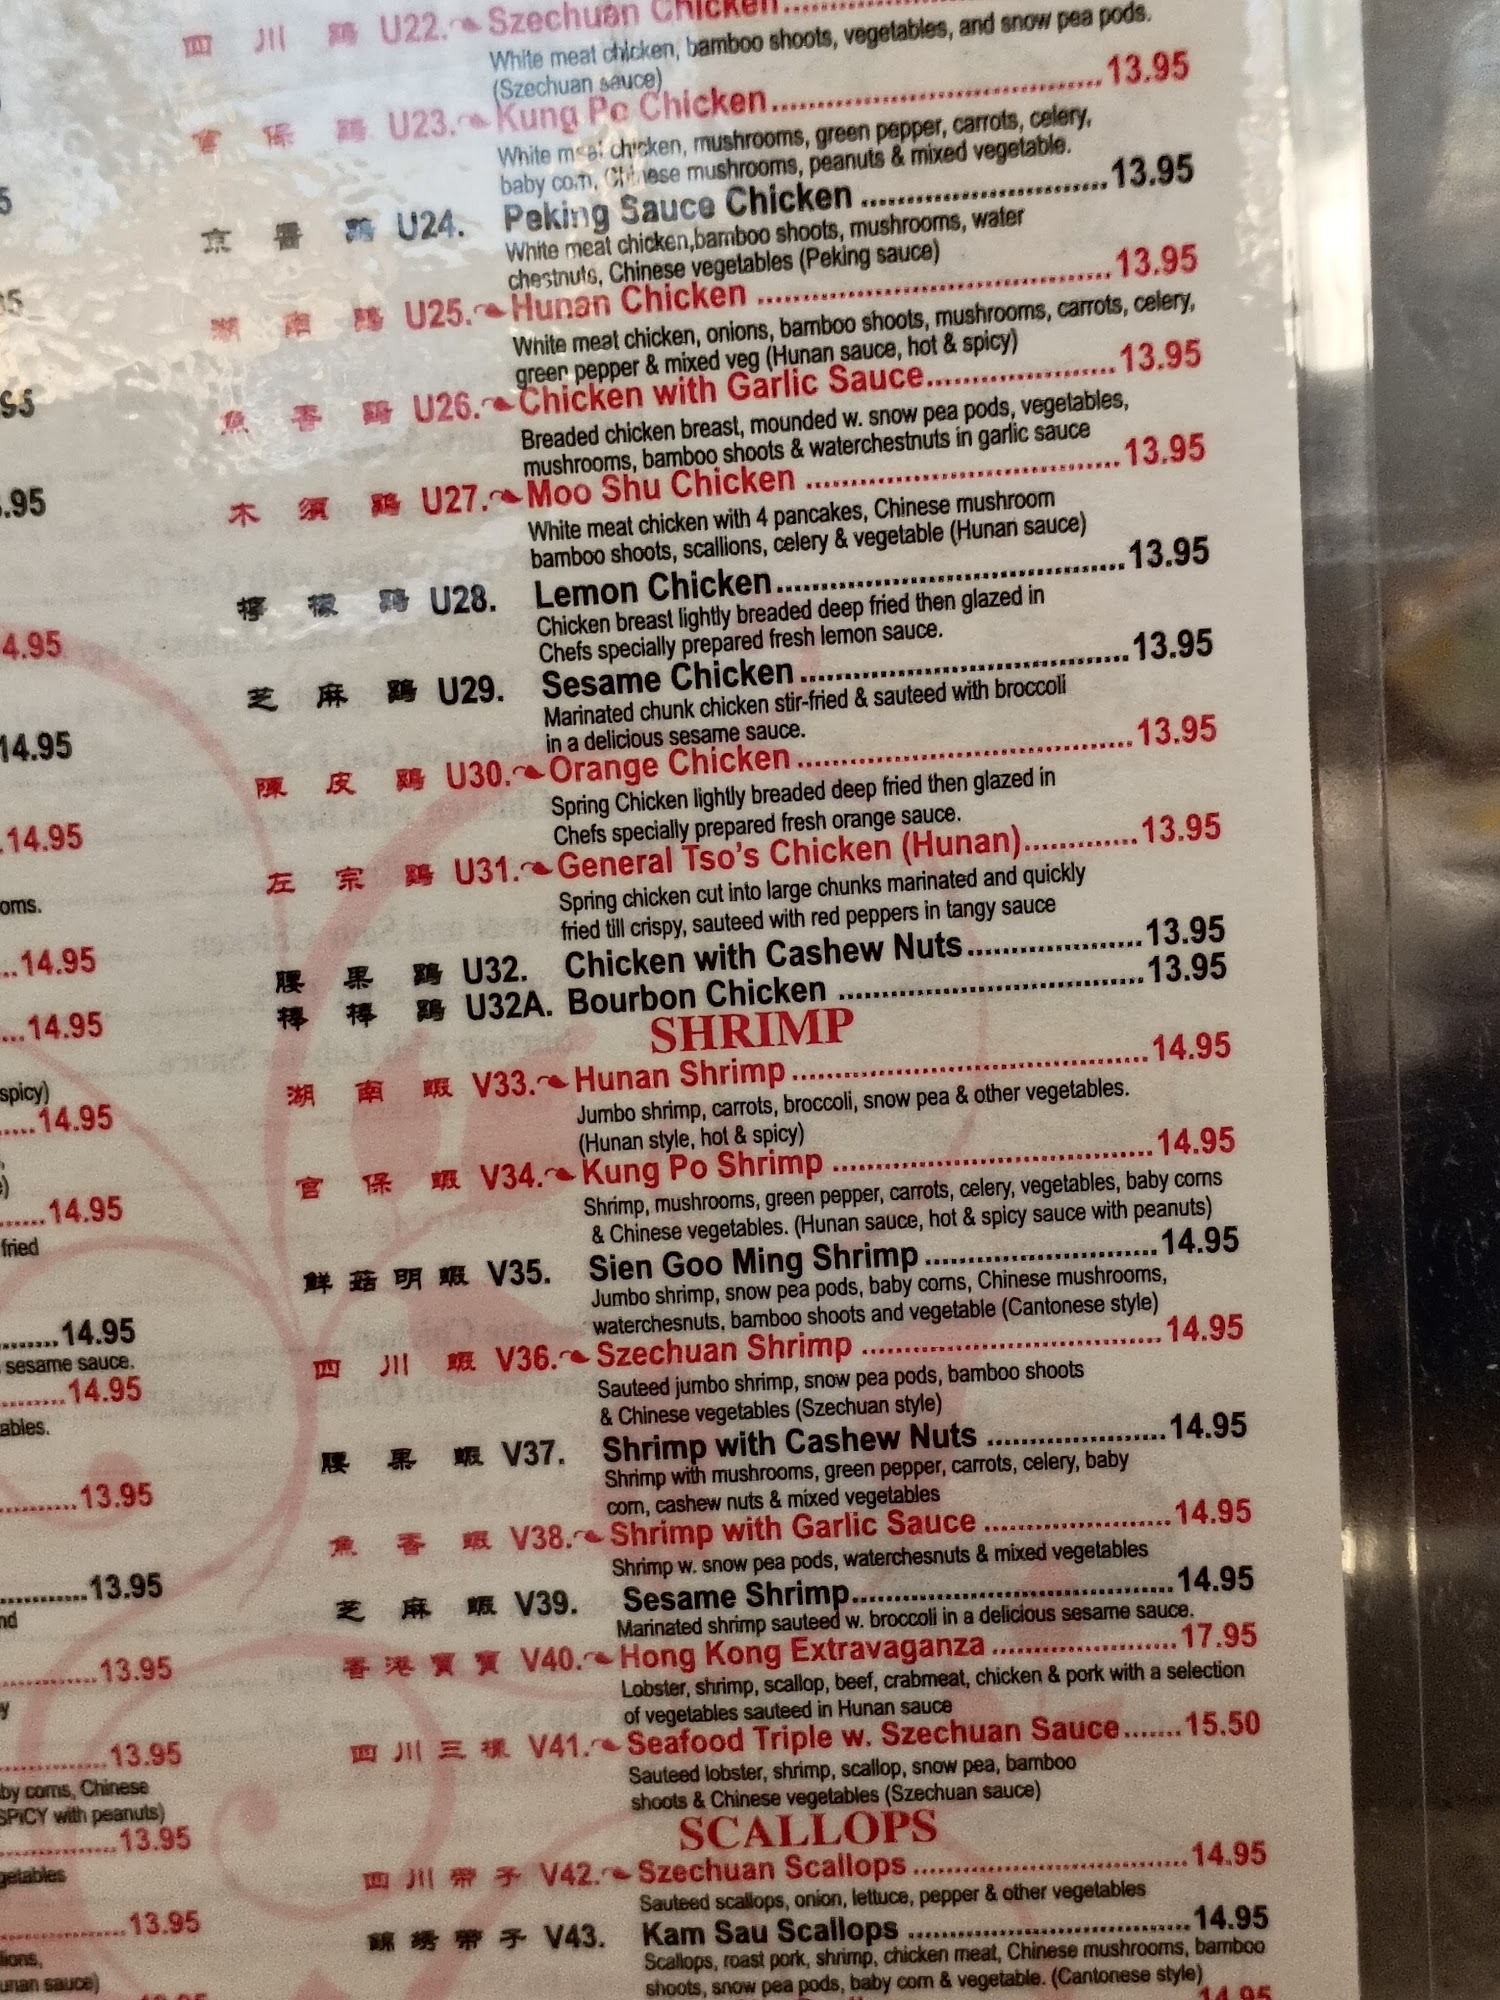 四川鷄 U22. Szechuan Chicken
White meat chicken, bamboo shoots, vegetables, and snow pea pods.
(Szechuan sauce)
宮保鷄 U23. Kung Po Chicken 13.95
White meat chicken, mushrooms, green pepper, carrots, celery,
baby corn, Chinese mushrooms, peanuts & mixed vegetable.
京醬鷄 U24. Peking Sauce Chicken 13.95
White meat chicken,bamboo shoots, mushrooms, water
chestnuts, Chinese vegetables (Peking sauce)
湖南鷄 U25. Hunan Chicken 13.95
White meat chicken, onions, bamboo shoots, mushrooms, carrots, celery,
green pepper & mixed veg (Hunan sauce, hot & spicy)
魚香鷄 U26. Chicken with Garlic Sauce 13.95
Breaded chicken breast, mounded w. snow pea pods, vegetables,
mushrooms, bamboo shoots & waterchestnuts in garlic sauce
木須鷄 U27. Moo Shu Chicken 13.95
White meat chicken with 4 pancakes, Chinese mushroom
bamboo shoots, scallions, celery & vegetable (Hunan sauce)
檸檬鷄 U28. Lemon Chicken 13.95
Chicken breast lightly breaded deep fried then glazed in
Chefs specially prepared fresh lemon sauce.
芝麻鷄 U29. Sesame Chicken 13.95
Marinated chunk chicken stir-fried & sauteed with broccoli
in a delicious sesame sauce.
陳皮鷄 U30. Orange Chicken 13.95
Spring Chicken lightly breaded deep fried then glazed in
Chefs specially prepared fresh orange sauce.
左宗鷄 U31. General Tso's Chicken (Hunan) 13.95
Spring chicken cut into large chunks marinated and quickly
fried till crispy, sauteed with red peppers in tangy sauce
腰果鷄 U32. Chicken with Cashew Nuts 13.95
棒棒鷄 U32A. Bourbon Chicken 13.95
SHRIMP
湖南蝦 V33. Hunan Shrimp 14.95
Jumbo shrimp, carrots, broccoli, snow pea & other vegetables.
(Hunan style, hot & spicy)
宮保蝦 V34. Kung Po Shrimp 14.95
Shrimp, mushrooms, green pepper, carrots, celery, vegetables, baby corns
& Chinese vegetables. (Hunan sauce, hot & spicy sauce with peanuts)
鮮菇明蝦 V35. Sien Goo Ming Shrimp 14.95
Jumbo shrimp, snow pea pods, baby corns, Chinese mushrooms,
waterchesnuts, bamboo shoots and vegetable (Cantonese style)
四川蝦 V36. Szechuan Shrimp 14.95
Sauteed jumbo shrimp, snow pea pods, bamboo shoots
& Chinese vegetables (Szechuan style)
腰果蝦 V37. Shrimp with Cashew Nuts 14.95
Shrimp with mushrooms, green pepper, carrots, celery, baby
corn, cashew nuts & mixed vegetables
魚香蝦 V38. Shrimp with Garlic Sauce 14.95
Shrimp w. snow pea pods, waterchesnuts & mixed vegetables
芝麻蝦 V39. Sesame Shrimp 14.95
Marinated shrimp sauteed w. broccoli in a delicious sesame sauce.
香港寶寶 V40. Hong Kong Extravaganza 17.95
Lobster, shrimp, scallop, beef, crabmeat, chicken & pork with a selection
of vegetables sauteed in Hunan sauce
四川三樣 V41. Seafood Triple w. Szechuan Sauce 15.50
Sauteed lobster, shrimp, scallop, snow pea, bamboo
shoots & Chinese vegetables (Szechuan sauce)
SCALLOPS
四川帶子 V42. Szechuan Scallops 14.95
Sauteed scallops, onion, lettuce, pepper & other vegetables
錦绣帶子 V43. Kam Sau Scallops 14.95
Scallops, roast pork, shrimp, chicken meat, Chinese mushrooms, bamboo
shoots, snow pea pods, baby corn & vegetable. (Cantonese style)
14.95